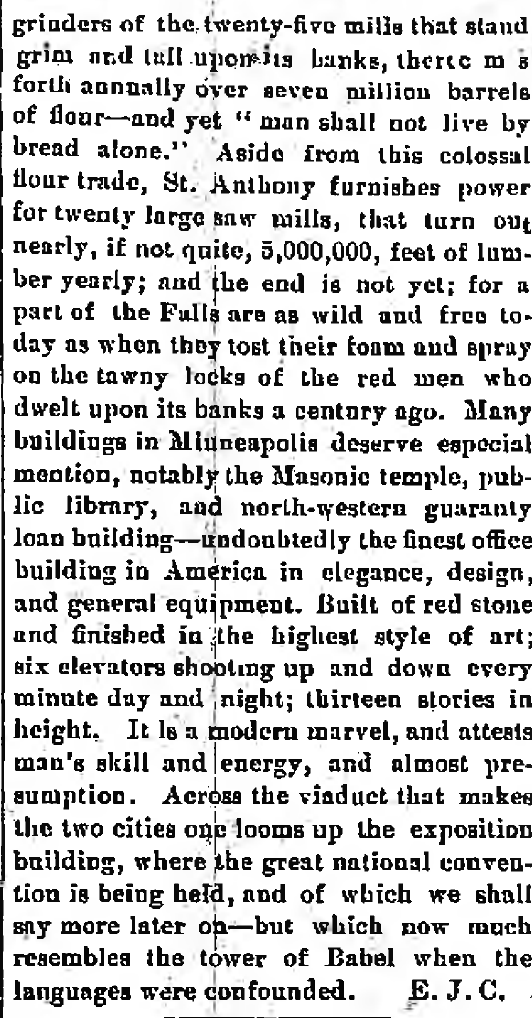 grinders of the twenty-five mills that stand
grim and tall upon its banks, there
forth annually over seven million barrels
of flour—and yet “ man shall not live by
bread alone.” Aside from this colossal
flour trade, St. Anthony furnishes power
for twenty large saw mills, that turn out
nearly, if not quite, 5,000,000, feet of lum-
ber yearly; and the end is not yet; for a
part of the Falls are as wild and free to-
day as when they tost their foam and spray
on the tawny locks of the red men who
dwelt upon its banks a century ago. Many
buildings in Minneapolis deserve especial
mention, notably the Masonic temple, pub-
lic library, and north-western guaranty
loan building—undoubtedly the finest office
building in America in elegance, design,
and general equipment. Built of red stone
and finished in the highest style of art;
six elevators shooting up and down every
minute day and night; thirteen stories in
height. It is a modern marvel, and attests
man's skill and energy, and almost pre-
sumption. Across the viaduct that makes
the two cities one looms up the exposition
building, where the great national conven-
tion is being held, and of which we shall
say more later on—but which now much
resembles the tower of Babel when the
languages were confounded. E. J. C.